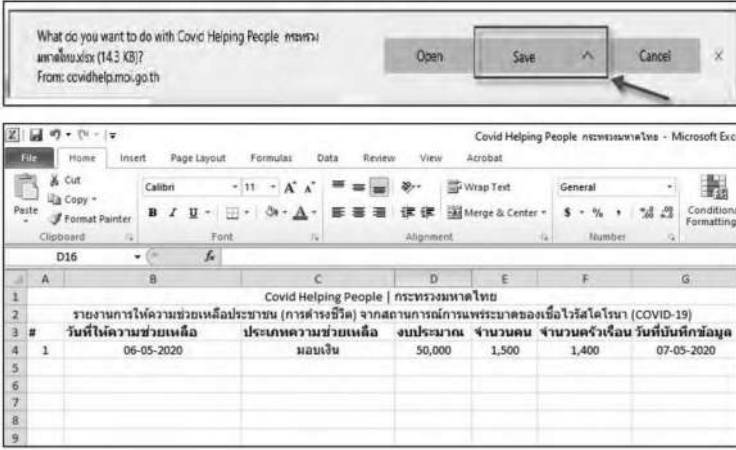 What do you want to do with Covid Helping People กระทรวง
มหาดไทย.xlsx (14.3 KB)?
From: covidhelp.moi.go.th
Open
Save
Cancel
Covid Helping People กระทรวงมหาดไทย - Microsoft Exc
File Home Insert Page Layout Formulas Data Review View Acrobat
Paste
Cut
Copy
Format Painter
Clipboard
Calibri 11 A A
B I U A
Font
Wrap Text
Merge & Center
Alignment
General
$ % ,
Number
Conditiona
Formatting
D16 fx
A B C D E F G
1 Covid Helping People | กระทรวงมหาดไทย
2 รายงานการให้ความช่วยเหลือประชาชน (การดำรงชีวิต) จากสถานการณ์การแพร่ระบาดของเชื้อไวรัสโคโรนา (COVID-19)
3 # วันที่ให้ความช่วยเหลือ ประเภทความช่วยเหลือ งบประมาณ จำนวนคน จำนวนครัวเรือน วันที่บันทึกข้อมูล
4 1 06-05-2020 มอบเงิน 50,000 1,500 1,400 07-05-2020
5
6
7
8
9